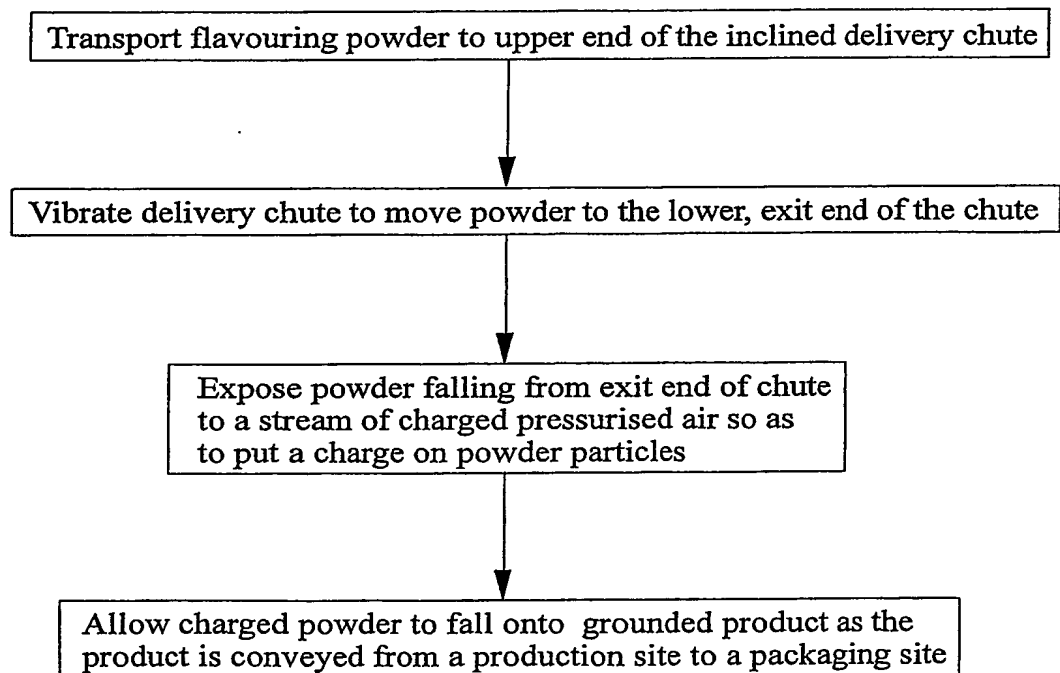 Transport flavouring powder to upper end of the inclined delivery chute
Vibrate delivery chute to move powder to the lower, exit end of the chute
Expose powder falling from exit end of chute
to a stream of charged pressurised air so as
to put a charge on powder particles
Allow charged powder to fall onto grounded product as the
product is conveyed from a production site to a packaging site